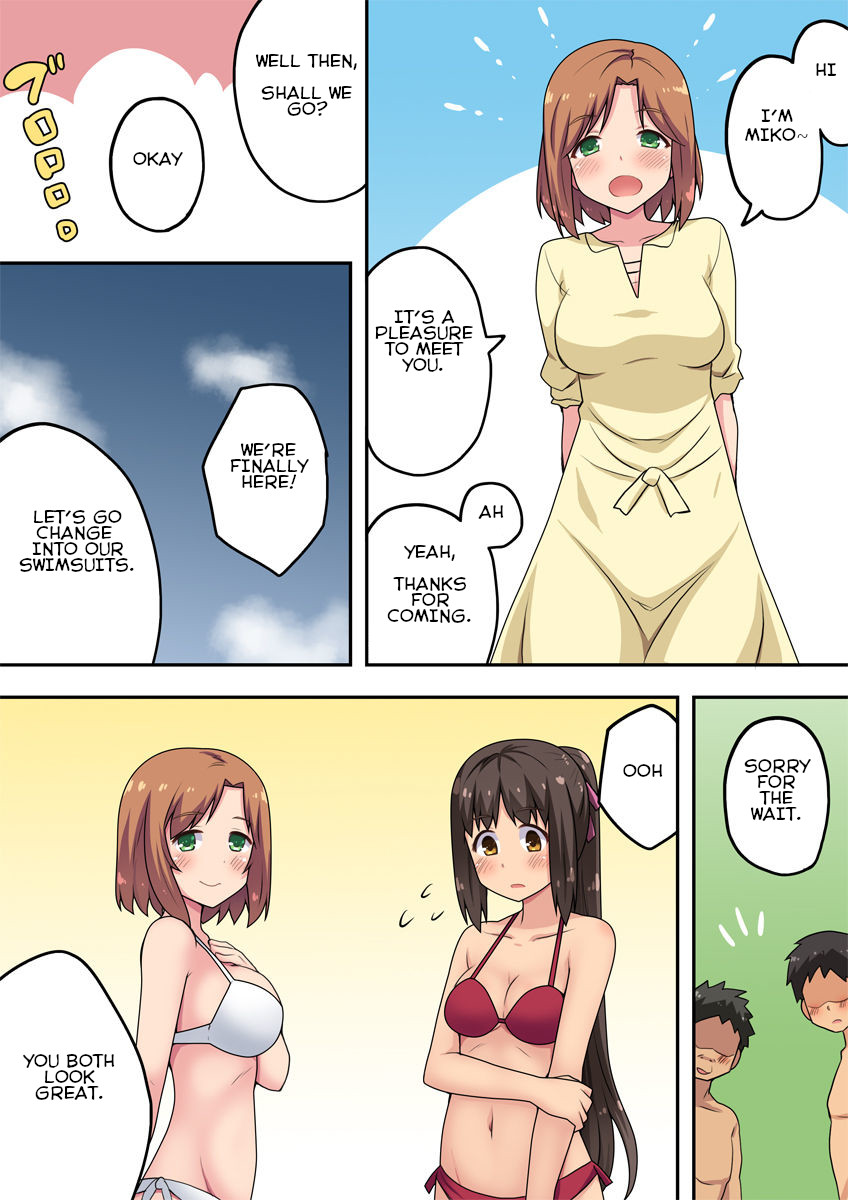 HI
I'M
MIKO~
IT'S A
PLEASURE
TO MEET
YOU.
AH
YEAH,
THANKS
FOR
COMING.
WELL THEN,
SHALL WE
GO?
OKAY
ブロロロ。。
WE'RE
FINALLY
HERE!
LET'S GO
CHANGE
INTO OUR
SWIMSUITS.
SORRY
FOR
THE
WAIT.
OOH
YOU BOTH
LOOK
GREAT.